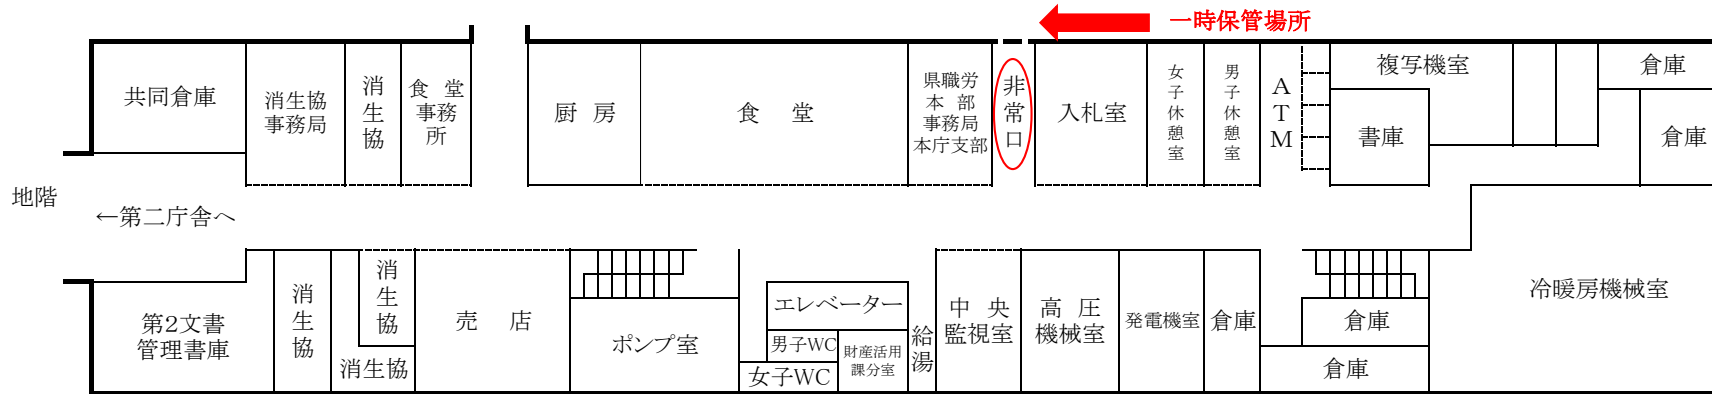 一時保管場所
共同倉庫
消生協
事務局
消生協
食 堂
事務
所
厨 房
食 堂
県職労
本 部
事務局
本庁支部
非常口
入札室
女子休憩室
男子休憩室
ATM
複写機室
書庫
倉庫
倉庫
地階
←第二庁舎へ
第2文書
管理書庫
消生協
消生協
消生協
売 店
ポンプ室
エレベーター
男子WC
女子WC
財産活用
課分室
給湯
中 央
監視室
高 圧
機械室
発電機室
倉庫
倉庫
倉庫
冷暖房機械室